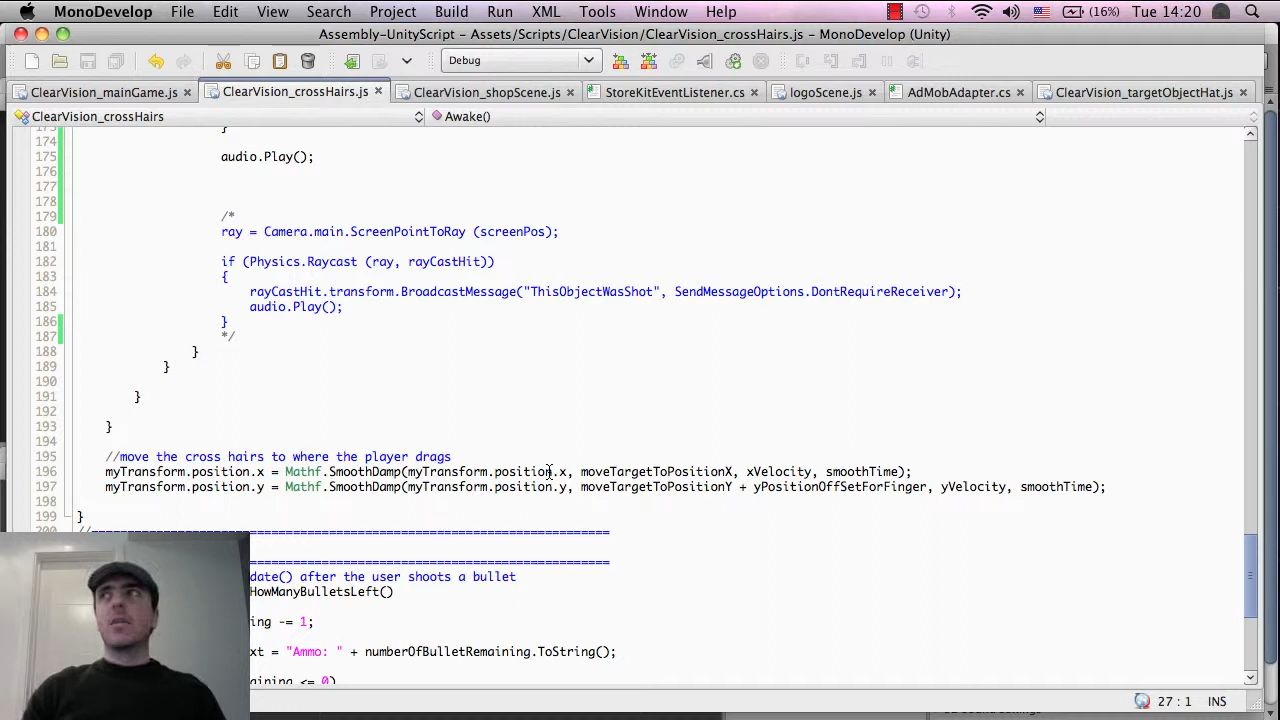 MonoDevelop File Edit View Search Project Build Run XML Tools Window Help (16%) Tue 14:20
Assembly-UnityScript - Assets/Scripts/ClearVision/ClearVision_crossHairs.js - MonoDevelop (Unity)
Debug
ClearVision_mainGame.js × ClearVision_crossHairs.js × ClearVision_shopScene.js × StoreKitEventListener.cs × logoScene.js × AdMobAdapter.cs × ClearVision_targetObjectHat.js ×
ClearVision_crossHairs Awake()
173 }
174
175 audio.Play();
176
177
178
179 /*
180 ray = Camera.main.ScreenPointToRay (screenPos);
181
182 if (Physics.Raycast (ray, rayCastHit))
183 {
184 rayCastHit.transform.BroadcastMessage("ThisObjectWasShot", SendMessageOptions.DontRequireReceiver);
185 audio.Play();
186 }
187 */
188 }
189 }
190
191 }
192
193 }
194
195 //move the cross hairs to where the player drags
196 myTransform.position.x = Mathf.SmoothDamp(myTransform.position.x, moveTargetToPositionX, xVelocity, smoothTime);
197 myTransform.position.y = Mathf.SmoothDamp(myTransform.position.y, moveTargetToPositionY + yPositionOffSetForFinger, yVelocity, smoothTime);
198
199 }
200 //=========================================================================
=================================================
date() after the user shoots a bullet
HowManyBulletsLeft()
ing -= 1;
xt = "Ammo: " + numberOfBulletRemaining.ToString();
aining <= 0)
27 : 1 INS